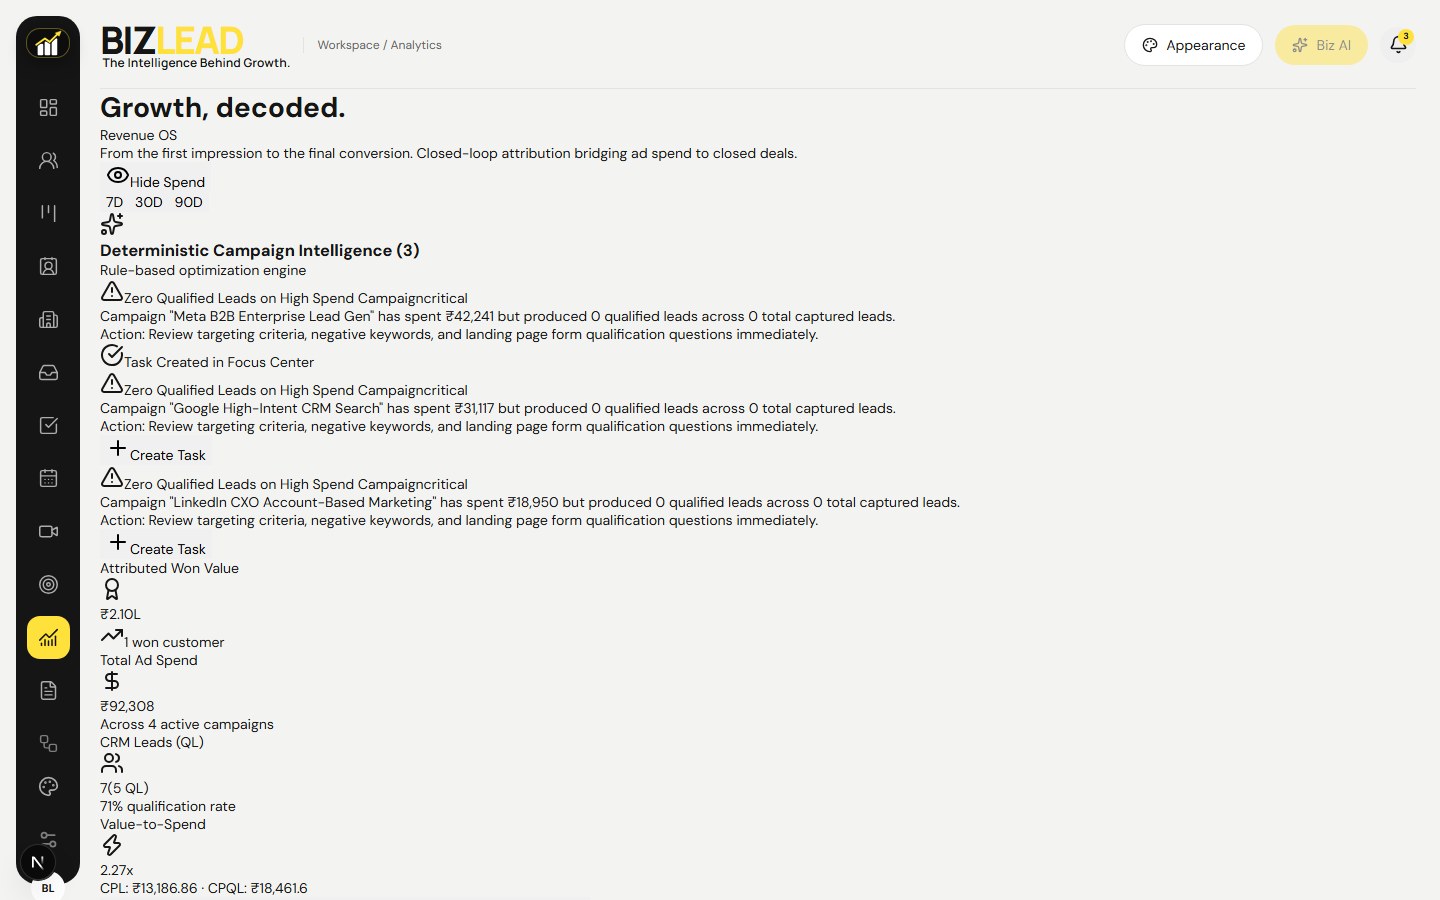 BIZLEAD
The Intelligence Behind Growth.
Workspace / Analytics
Appearance
Biz AI
3
Growth, decoded.
Revenue OS
From the first impression to the final conversion. Closed-loop attribution bridging ad spend to closed deals.
Hide Spend
7D 30D 90D
Deterministic Campaign Intelligence (3)
Rule-based optimization engine
Zero Qualified Leads on High Spend Campaigncritical
Campaign "Meta B2B Enterprise Lead Gen" has spent ₹42,241 but produced 0 qualified leads across 0 total captured leads.
Action: Review targeting criteria, negative keywords, and landing page form qualification questions immediately.
Task Created in Focus Center
Zero Qualified Leads on High Spend Campaigncritical
Campaign "Google High-Intent CRM Search" has spent ₹31,117 but produced 0 qualified leads across 0 total captured leads.
Action: Review targeting criteria, negative keywords, and landing page form qualification questions immediately.
Create Task
Zero Qualified Leads on High Spend Campaigncritical
Campaign "LinkedIn CXO Account-Based Marketing" has spent ₹18,950 but produced 0 qualified leads across 0 total captured leads.
Action: Review targeting criteria, negative keywords, and landing page form qualification questions immediately.
Create Task
Attributed Won Value
₹2.10L
1 won customer
Total Ad Spend
₹92,308
Across 4 active campaigns
CRM Leads (QL)
7(5 QL)
71% qualification rate
Value-to-Spend
2.27x
CPL: ₹13,186.86 · CPQL: ₹18,461.6
N
BL